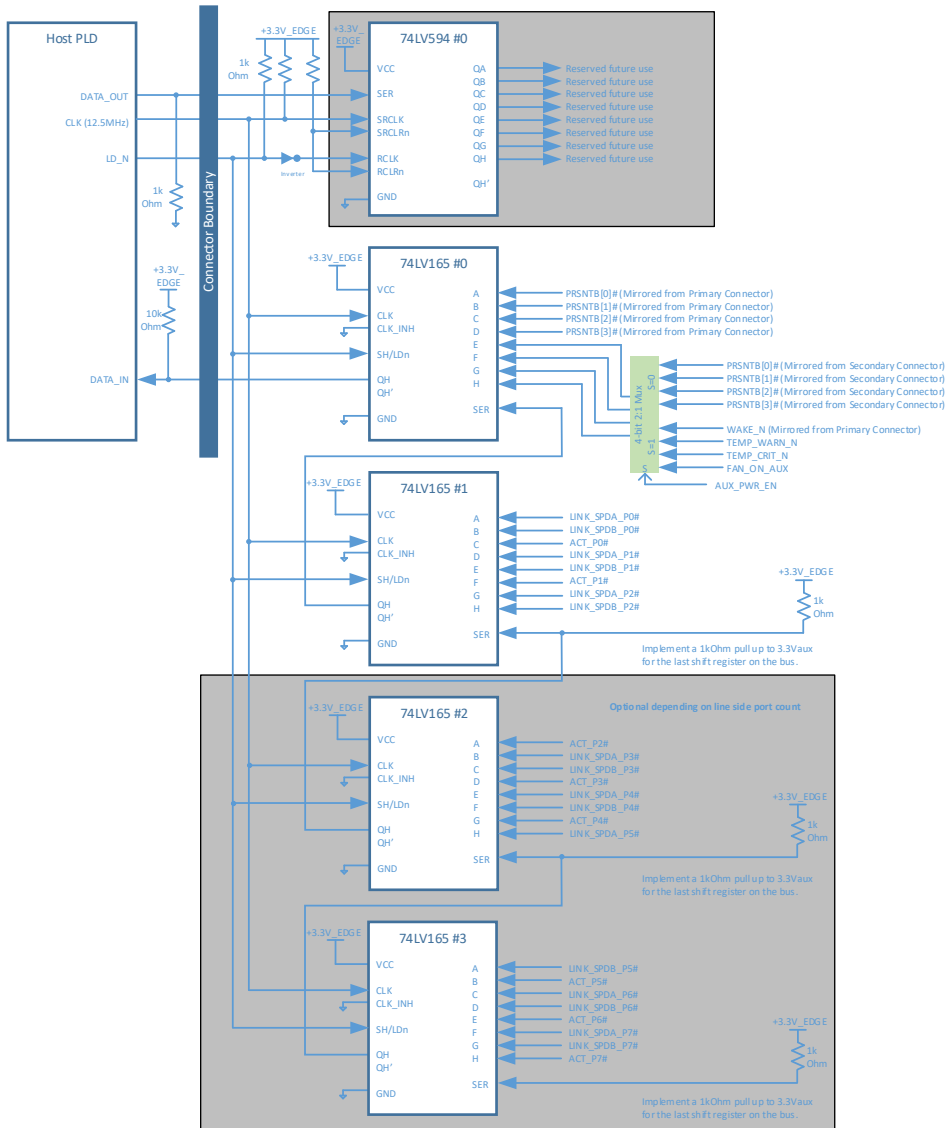 Host PLD
DATA_OUT
CLK (12.5MHz)
LD_N
DATA_IN
1k
Ohm
+3.3V_
EDGE
10k
Ohm
Connector Boundary
+3.3V_EDGE
1k
Ohm
Inverter
+3.3V_
EDGE
74LV594 #0
VCC
SER
SRCLK
SRCLRn
RCLK
RCLRn
GND
QA
QB
QC
QD
QE
QF
QG
QH
QH'
Reserved future use
Reserved future use
Reserved future use
Reserved future use
Reserved future use
Reserved future use
Reserved future use
Reserved future use
+3.3V_EDGE
74LV165 #0
VCC
CLK
CLK_INH
SH/LDn
QH
QH'
GND
A
B
C
D
E
F
G
H
SER
PRSNTB[0]# (Mirrored from Primary Connector)
PRSNTB[1]# (Mirrored from Primary Connector)
PRSNTB[2]# (Mirrored from Primary Connector)
PRSNTB[3]# (Mirrored from Primary Connector)
4-bit 2:1 Mux
S=0
S=1
S
PRSNTB[0]# (Mirrored from Secondary Connector)
PRSNTB[1]# (Mirrored from Secondary Connector)
PRSNTB[2]# (Mirrored from Secondary Connector)
PRSNTB[3]# (Mirrored from Secondary Connector)
WAKE_N (Mirrored from Primary Connector)
TEMP_WARN_N
TEMP_CRIT_N
FAN_ON_AUX
AUX_PWR_EN
+3.3V_EDGE
74LV165 #1
VCC
CLK
CLK_INH
SH/LDn
QH
QH'
GND
A
B
C
D
E
F
G
H
SER
LINK_SPDA_P0#
LINK_SPDB_P0#
ACT_P0#
LINK_SPDA_P1#
LINK_SPDB_P1#
ACT_P1#
LINK_SPDA_P2#
LINK_SPDB_P2#
+3.3V_EDGE
1k
Ohm
Implement a 1kOhm pull up to 3.3Vaux
for the last shift register on the bus.
Optional depending on line side port count
+3.3V_EDGE
74LV165 #2
VCC
CLK
CLK_INH
SH/LDn
QH
QH'
GND
A
B
C
D
E
F
G
H
SER
ACT_P2#
LINK_SPDA_P3#
LINK_SPDB_P3#
ACT_P3#
LINK_SPDA_P4#
LINK_SPDB_P4#
ACT_P4#
LINK_SPDA_P5#
+3.3V_EDGE
1k
Ohm
Implement a 1kOhm pull up to 3.3Vaux
for the last shift register on the bus.
+3.3V_EDGE
74LV165 #3
VCC
CLK
CLK_INH
SH/LDn
QH
QH'
GND
A
B
C
D
E
F
G
H
SER
LINK_SPDB_P5#
ACT_P5#
LINK_SPDA_P6#
LINK_SPDB_P6#
ACT_P6#
LINK_SPDA_P7#
LINK_SPDB_P7#
ACT_P7#
+3.3V_EDGE
1k
Ohm
Implement a 1kOhm pull up to 3.3Vaux
for the last shift register on the bus.